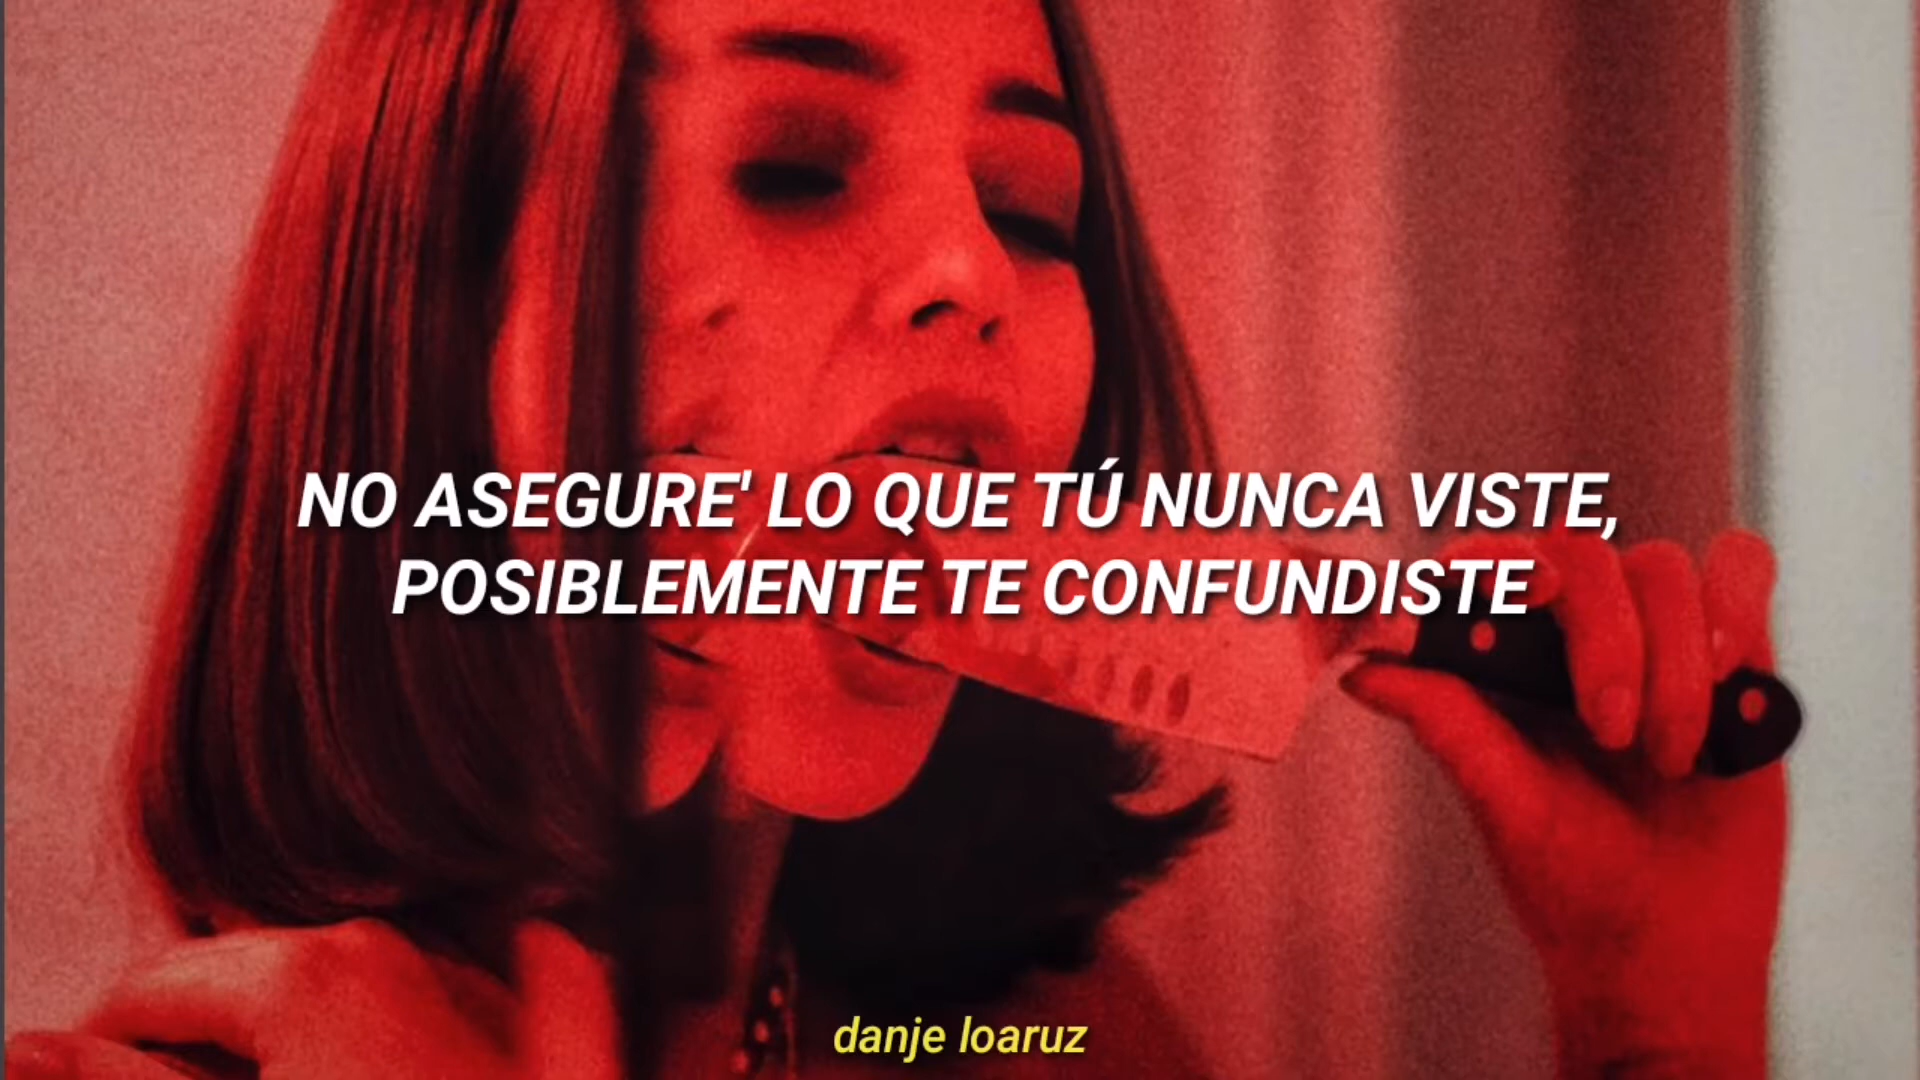 NO ASEGURE' LO QUE TÚ NUNCA VISTE,
POSIBLEMENTE TE CONFUNDISTE
danje loaruz